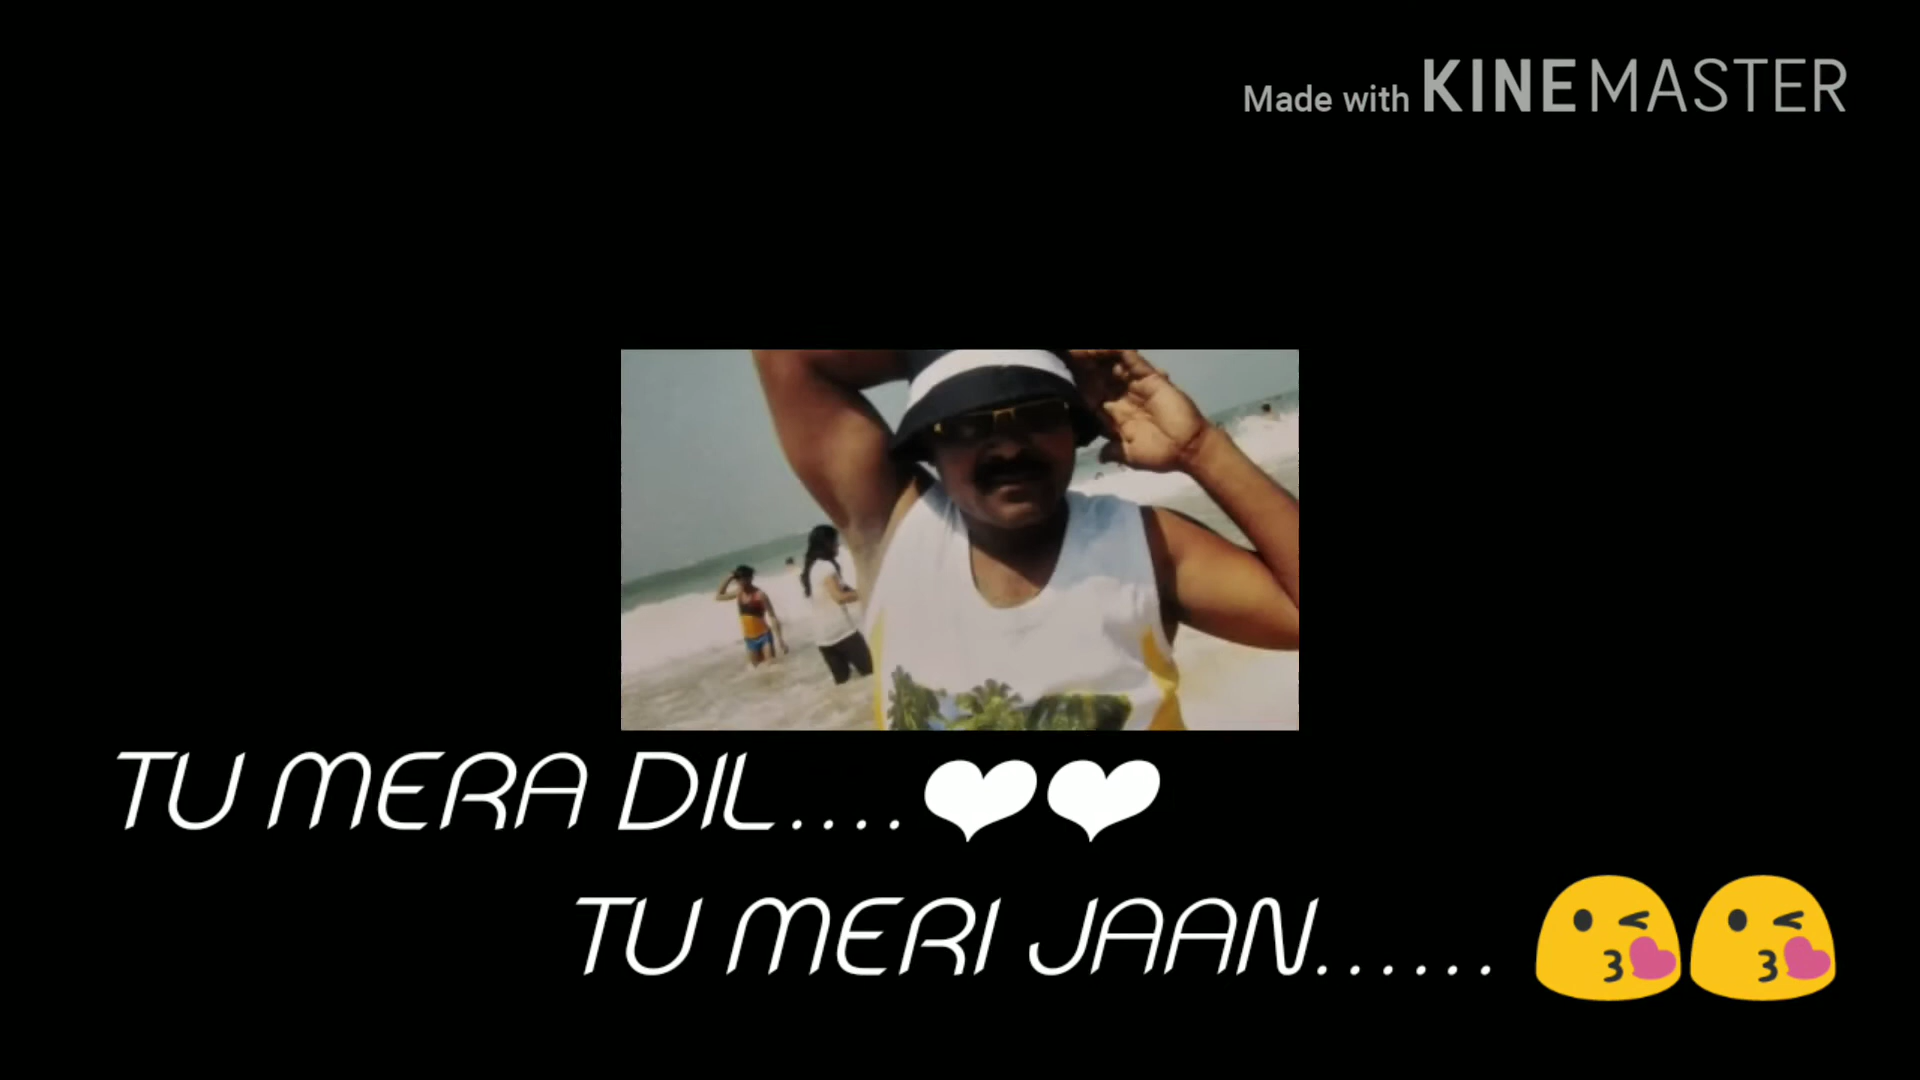 Made with KINEMASTER
TU MERA DIL....❤❤
TU MERI JAAN...... 😘😘